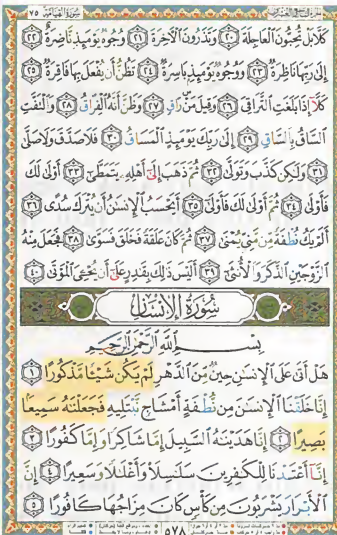 سورة القيامة ٧٥
كَلَّا بَلْ تُحِبُّونَ ٱلْعَاجِلَةَ ٢٠ وَتَذَرُونَ ٱلْءَاخِرَةَ ٢١ وُجُوهٌ يَوْمَئِذٍ نَّاضِرَةٌ ٢٢
إِلَىٰ رَبِّهَا نَاظِرَةٌ ٢٣ وَوُجُوهٌ يَوْمَئِذٍۭ بَاسِرَةٌ ٢٤ تَظُنُّ أَن يُفْعَلَ بِهَا فَاقِرَةٌ ٢٥
كَلَّآ إِذَا بَلَغَتِ ٱلتَّرَاقِيَ ٢٦ وَقِيلَ مَنْ رَاقٍ ٢٧ وَظَنَّ أَنَّهُ ٱلْفِرَاقُ ٢٨ وَٱلْتَفَّتِ
ٱلسَّاقُ بِٱلسَّاقِ ٢٩ إِلَىٰ رَبِّكَ يَوْمَئِذٍ ٱلْمَسَاقُ ٣٠ فَلَا صَدَّقَ وَلَا صَلَّىٰ
٣١ وَلَٰكِن كَذَّبَ وَتَوَلَّىٰ ٣٢ ثُمَّ ذَهَبَ إِلَىٰٓ أَهْلِهِۦ يَتَمَطَّىٰٓ ٣٣ أَوْلَىٰ لَكَ
فَأَوْلَىٰ ٣٤ ثُمَّ أَوْلَىٰ لَكَ فَأَوْلَىٰٓ ٣٥ أَيَحْسَبُ ٱلْإِنسَٰنُ أَن يُتْرَكَ سُدًى ٣٦
أَلَمْ يَكُ نُطْفَةً مِّن مَّنِىٍّ يُمْنَىٰ ٣٧ ثُمَّ كَانَ عَلَقَةً فَخَلَقَ فَسَوَّىٰ ٣٨ فَجَعَلَ مِنْهُ
ٱلزَّوْجَيْنِ ٱلذَّكَرَ وَٱلْأُنثَىٰٓ ٣٩ أَلَيْسَ ذَٰلِكَ بِقَٰدِرٍ عَلَىٰٓ أَن يُحْۦِىَ ٱلْمَوْتَىٰ ٤٠
سُورَةُ الْإِنسَانِ
بِسْمِ ٱللَّهِ ٱلرَّحْمَٰنِ ٱلرَّحِيمِ
هَلْ أَتَىٰ عَلَى ٱلْإِنسَٰنِ حِينٌ مِّنَ ٱلدَّهْرِ لَمْ يَكُن شَيْـًٔا مَّذْكُورًا ١
إِنَّا خَلَقْنَا ٱلْإِنسَٰنَ مِن نُّطْفَةٍ أَمْشَاجٍ نَّبْتَلِيهِ فَجَعَلْنَٰهُ سَمِيعًۢا
بَصِيرًا ٢ إِنَّا هَدَيْنَٰهُ ٱلسَّبِيلَ إِمَّا شَاكِرًا وَإِمَّا كَفُورًا ٣
إِنَّآ أَعْتَدْنَا لِلْكَٰفِرِينَ سَلَٰسِلَا۟ وَأَغْلَٰلًا وَسَعِيرًا ٤ إِنَّ
ٱلْأَبْرَارَ يَشْرَبُونَ مِن كَأْسٍ كَانَ مِزَاجُهَا كَافُورًا ٥
٥٧٨